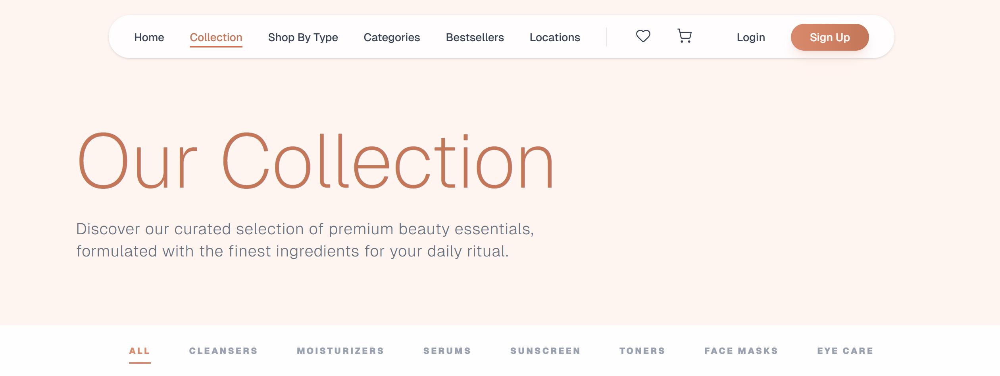 Home Collection Shop By Type Categories Bestsellers Locations Login Sign Up
Our Collection
Discover our curated selection of premium beauty essentials,
formulated with the finest ingredients for your daily ritual.
ALL CLEANSERS MOISTURIZERS SERUMS SUNSCREEN TONERS FACE MASKS EYE CARE